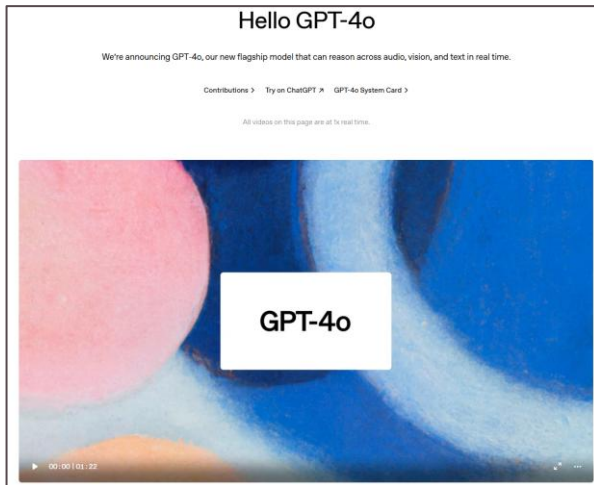 Hello GPT-4o
We're announcing GPT-4o, our new flagship model that can reason across audio, vision, and text in real time.
Contributions > Try on ChatGPT ↗ GPT-4o System Card >
All videos on this page are at 1x real time.
GPT-4o
00:00 | 01:22